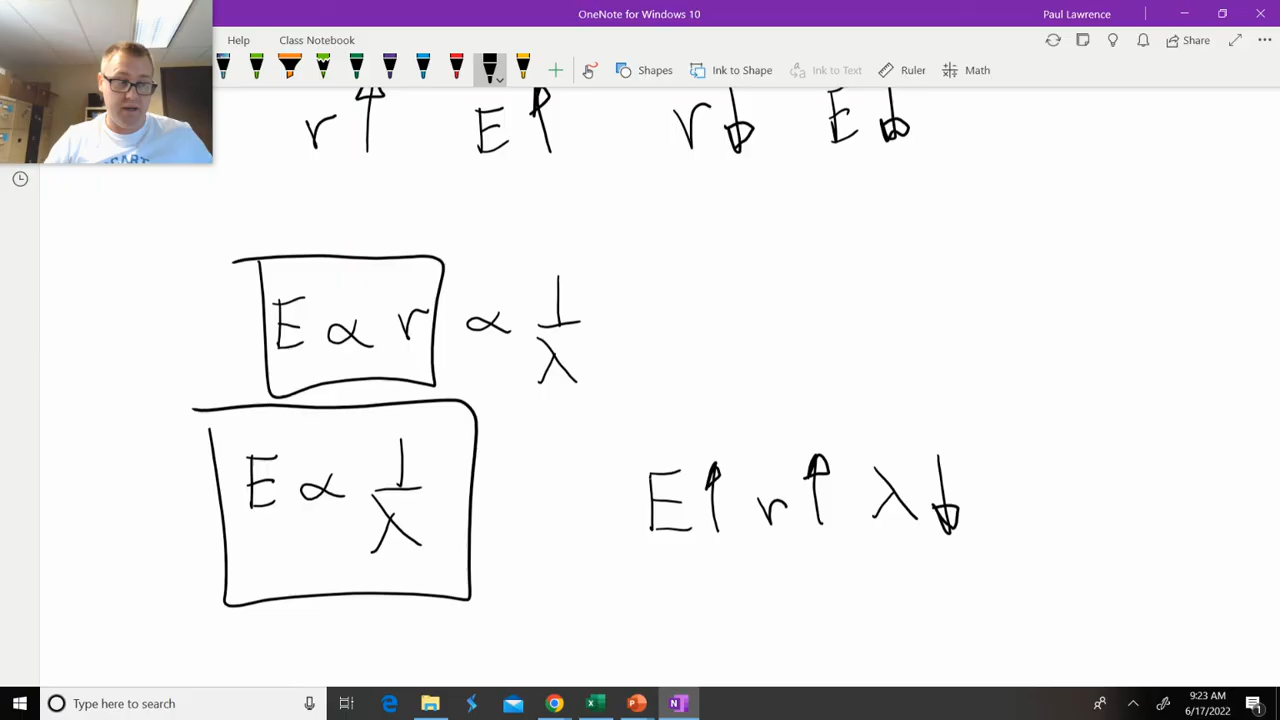 OneNote for Windows 10
Paul Lawrence
Help Class Notebook
Share
Shapes Ink to Shape Ink to Text Ruler Math
r↑ E↑ r↓ E↓
E ∝ r ∝ 1/λ
E ∝ 1/λ
E↑ r↑ λ↓
Type here to search
9:23 AM
6/17/2022
1